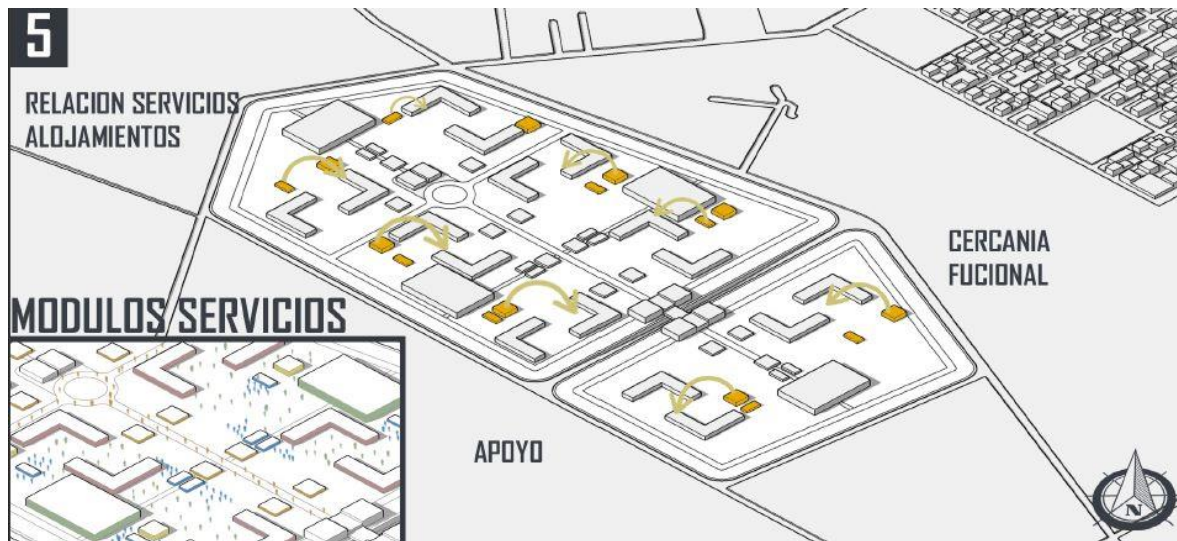 5
RELACION SERVICIOS
ALOJAMIENTOS
CERCANIA
FUCIONAL
MODULOS SERVICIOS
APOYO
N